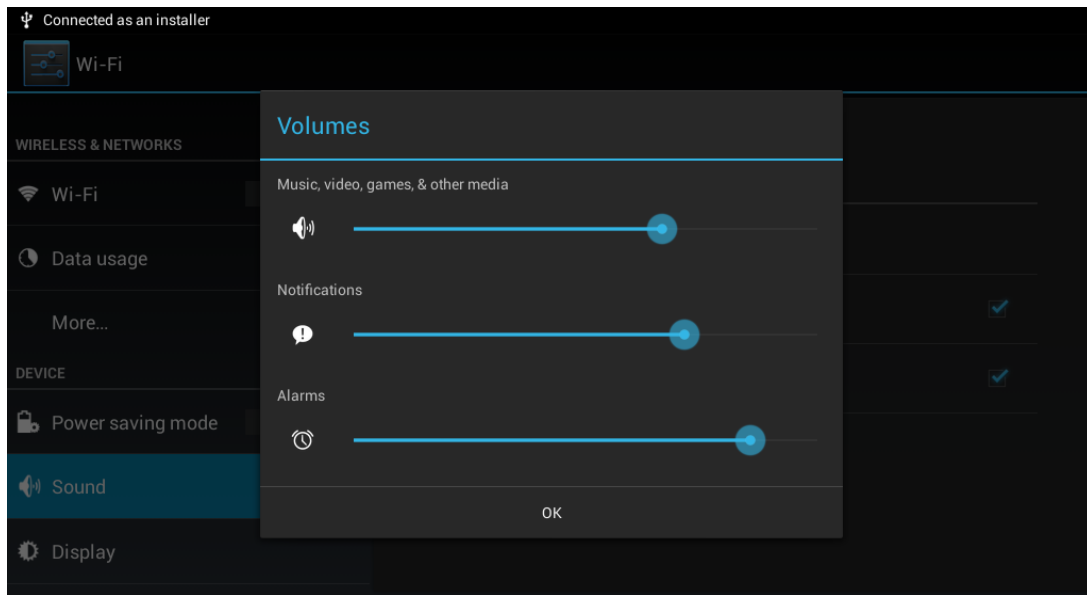 Connected as an installer
Wi-Fi
WIRELESS & NETWORKS
Wi-Fi
Data usage
More...
DEVICE
Power saving mode
Sound
Display
Volumes
Music, video, games, & other media
Notifications
Alarms
OK